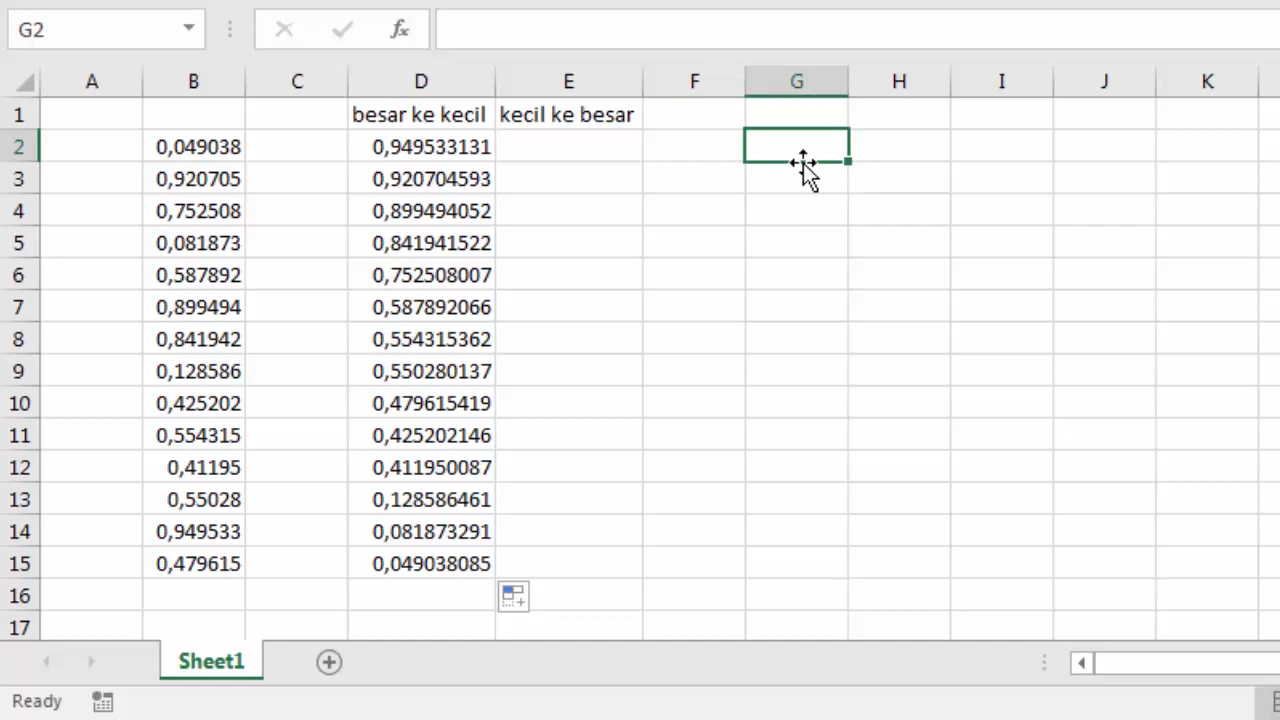 G2 fx
A B C D E F G H I J K
1 besar ke kecil kecil ke besar
2 0,049038 0,949533131
3 0,920705 0,920704593
4 0,752508 0,899494052
5 0,081873 0,841941522
6 0,587892 0,752508007
7 0,899494 0,587892066
8 0,841942 0,554315362
9 0,128586 0,550280137
10 0,425202 0,479615419
11 0,554315 0,425202146
12 0,41195 0,411950087
13 0,55028 0,128586461
14 0,949533 0,081873291
15 0,479615 0,049038085
16
17
Sheet1
Ready